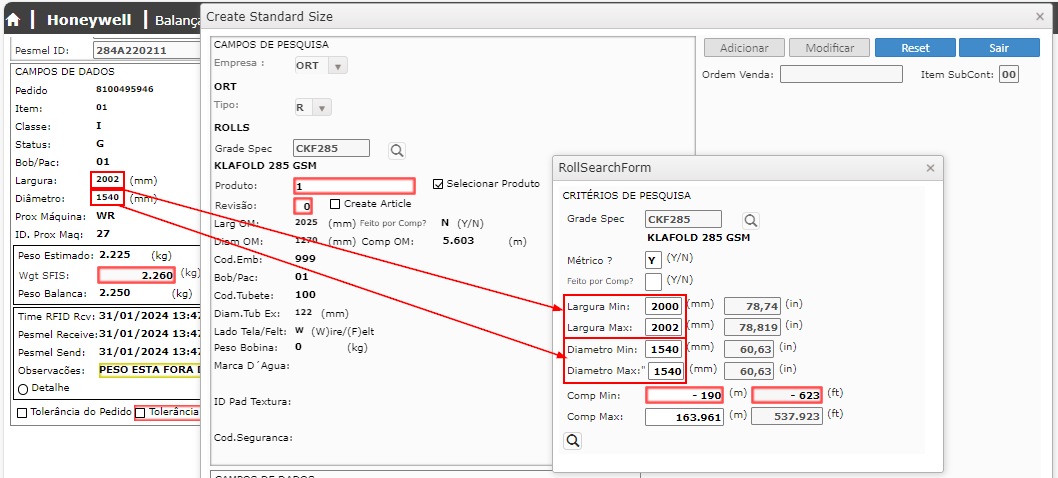 Honeywell
Balanç
Pesmel ID: 284A220211
CAMPOS DE DADOS
Pedido 8100495946
Item: 01
Classe: I
Status: G
Bob/Pac: 01
Largura: 2002 (mm)
Diâmetro: 1540 (mm)
Prox Máquina: WR
ID. Prox Maq: 27
Peso Estimado: 2.225 (kg)
Wgt SFIS: 2.260 (kg)
Peso Balanca: 2.250 (kg)
Time RFID Rcv: 31/01/2024 13:47
Pesmel Receive: 31/01/2024 13:47
Pesmel Send: 31/01/2024 13:47
Observacões: PESO ESTA FORA D
Detalhe
Tolerância do Pedido Tolerância
Create Standard Size ×
CAMPOS DE PESQUISA
Empresa : ORT
ORT
Tipo: R
ROLLS
Grade Spec CKF285
KLAFOLD 285 GSM
Produto: 1 Selecionar Produto
Revisão: 0 Create Article
Larg OM: 2025 (mm) Feito por Comp? N (Y/N)
Diam OM: 1270 (mm) Comp OM: 5.603 (m)
Cod.Emb: 999
Bob/Pac: 01
Cod.Tubete: 100
Diam.Tub Ex: 122 (mm)
Lado Tela/Felt: W (W)ire/(F)elt
Peso Bobina: 0 (kg)
Marca D´Agua:
ID Pad Textura:
Cod.Seguranca:
CAMPOS DE DADOS
Adicionar Modificar Reset Sair
Ordem Venda: Item SubCont: 00
RollSearchForm ×
CRITÉRIOS DE PESQUISA
Grade Spec CKF285
KLAFOLD 285 GSM
Métrico ? Y (Y/N)
Feito por Comp? (Y/N)
Largura Min: 2000 (mm) 78,74 (in)
Largura Max: 2002 (mm) 78,819 (in)
Diametro Min: 1540 (mm) 60,63 (in)
Diametro Max:" 1540 (mm) 60,63 (in)
Comp Min: - 190 (m) - 623 (ft)
Comp Max: 163.961 (m) 537.923 (ft)